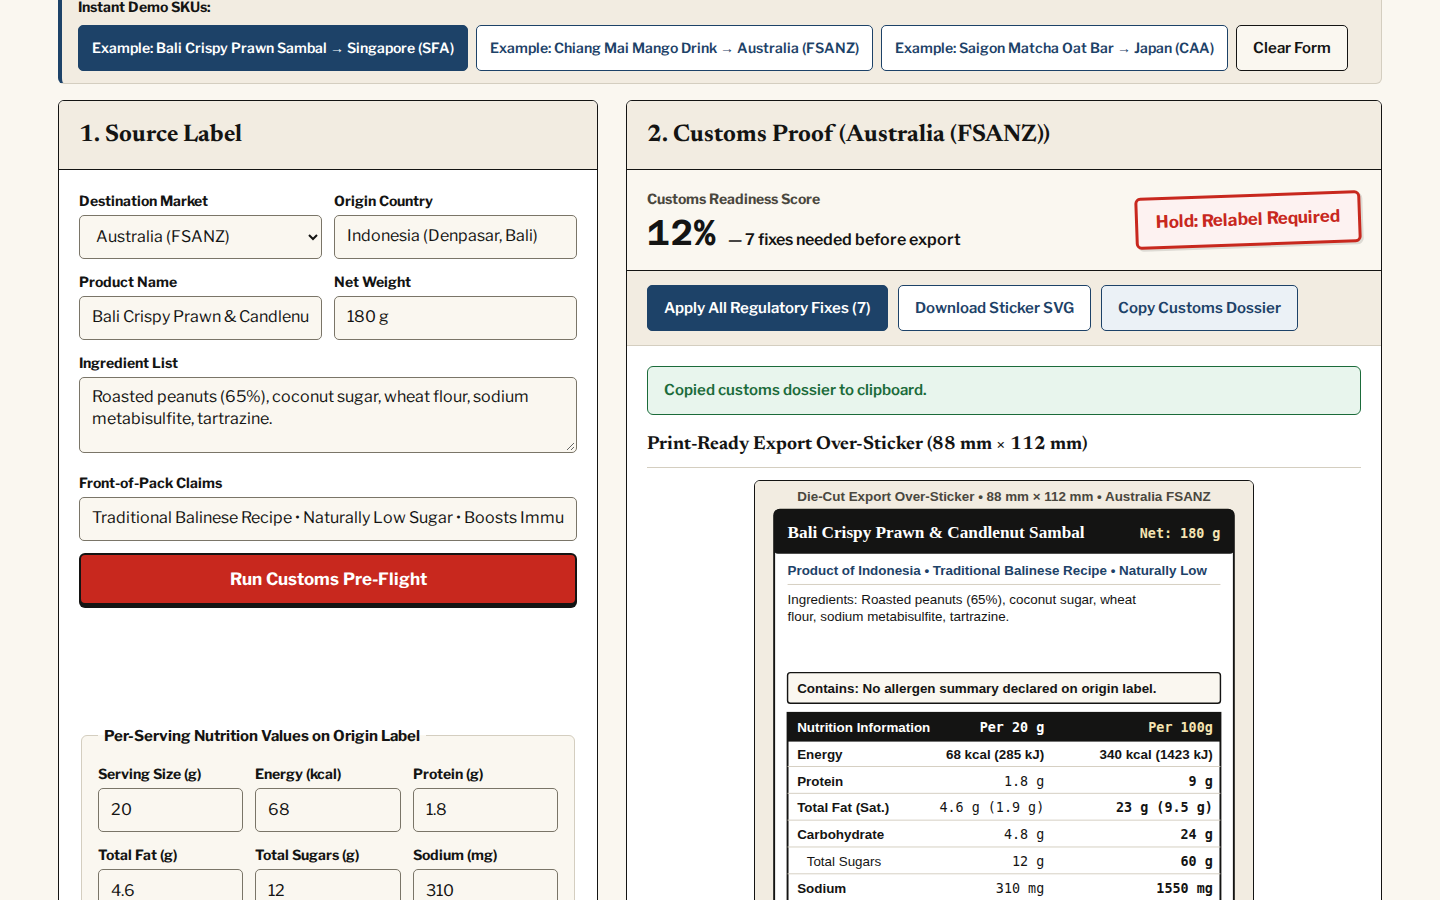 Instant Demo SKUs:
Example: Bali Crispy Prawn Sambal → Singapore (SFA)
Example: Chiang Mai Mango Drink → Australia (FSANZ)
Example: Saigon Matcha Oat Bar → Japan (CAA)
Clear Form
1. Source Label
Destination Market
Origin Country
Australia (FSANZ)
Indonesia (Denpasar, Bali)
Product Name
Net Weight
Bali Crispy Prawn & Candlenu
180 g
Ingredient List
Roasted peanuts (65%), coconut sugar, wheat flour, sodium
metabisulfite, tartrazine.
Front-of-Pack Claims
Traditional Balinese Recipe • Naturally Low Sugar • Boosts Immu
Run Customs Pre-Flight
Per-Serving Nutrition Values on Origin Label
Serving Size (g)
Energy (kcal)
Protein (g)
20
68
1.8
Total Fat (g)
Total Sugars (g)
Sodium (mg)
4.6
12
310
2. Customs Proof (Australia (FSANZ))
Customs Readiness Score
12% — 7 fixes needed before export
Hold: Relabel Required
Apply All Regulatory Fixes (7)
Download Sticker SVG
Copy Customs Dossier
Copied customs dossier to clipboard.
Print-Ready Export Over-Sticker (88 mm × 112 mm)
Die-Cut Export Over-Sticker • 88 mm × 112 mm • Australia FSANZ
Bali Crispy Prawn & Candlenut Sambal
Net: 180 g
Product of Indonesia • Traditional Balinese Recipe • Naturally Low
Ingredients: Roasted peanuts (65%), coconut sugar, wheat
flour, sodium metabisulfite, tartrazine.
Contains: No allergen summary declared on origin label.
Nutrition Information Per 20 g Per 100g
Energy 68 kcal (285 kJ) 340 kcal (1423 kJ)
Protein 1.8 g 9 g
Total Fat (Sat.) 4.6 g (1.9 g) 23 g (9.5 g)
Carbohydrate 4.8 g 24 g
Total Sugars 12 g 60 g
Sodium 310 mg 1550 mg